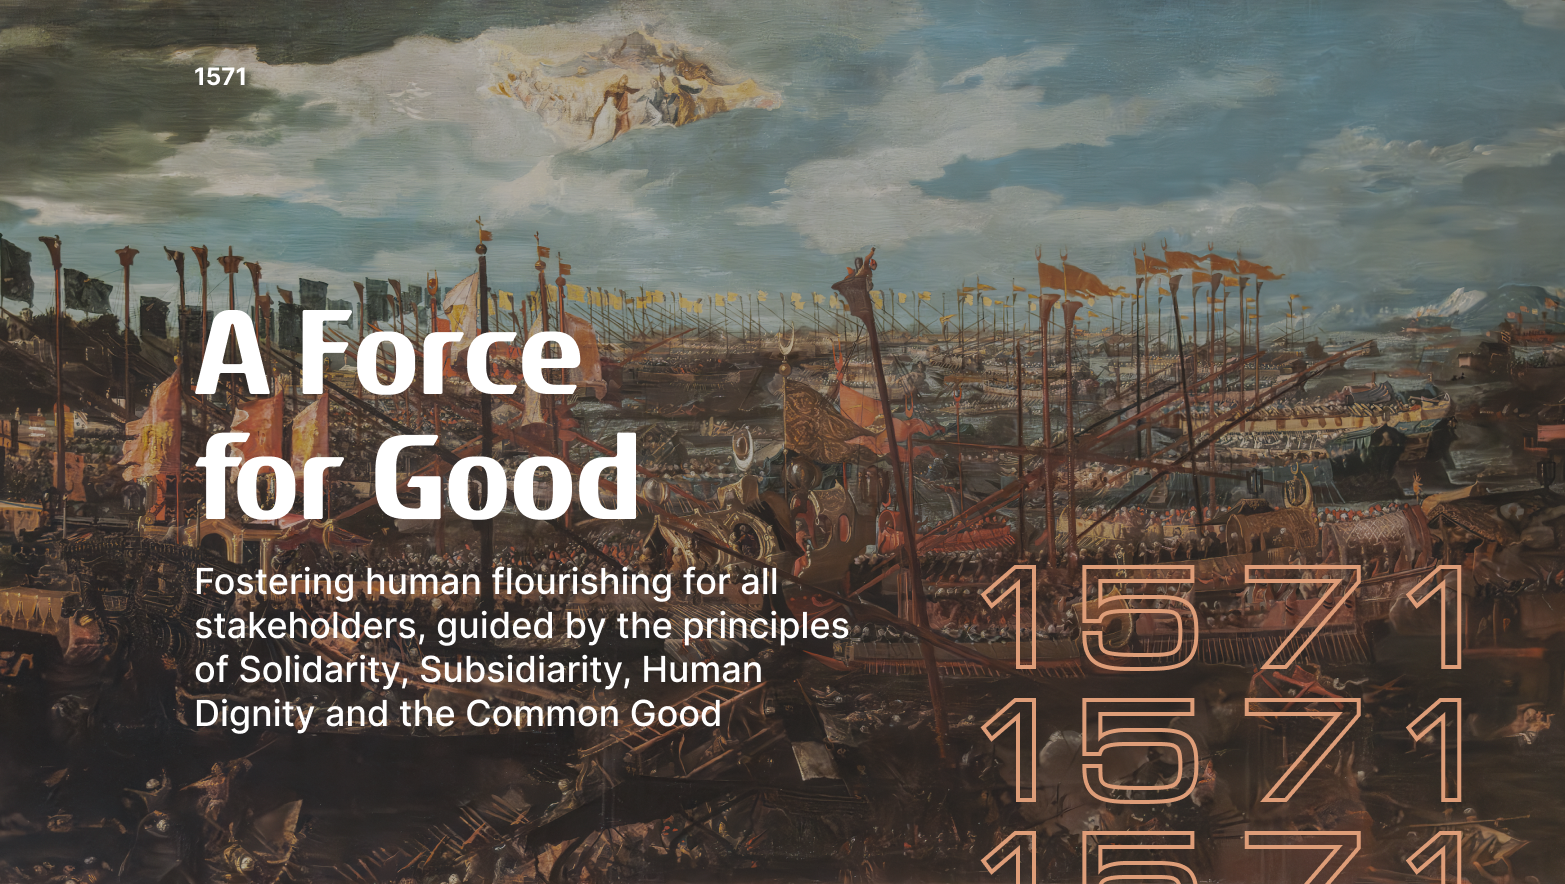 1571
A Force
for Good
Fostering human flourishing for all
stakeholders, guided by the principles
of Solidarity, Subsidiarity, Human
Dignity and the Common Good
1571
1571
1571